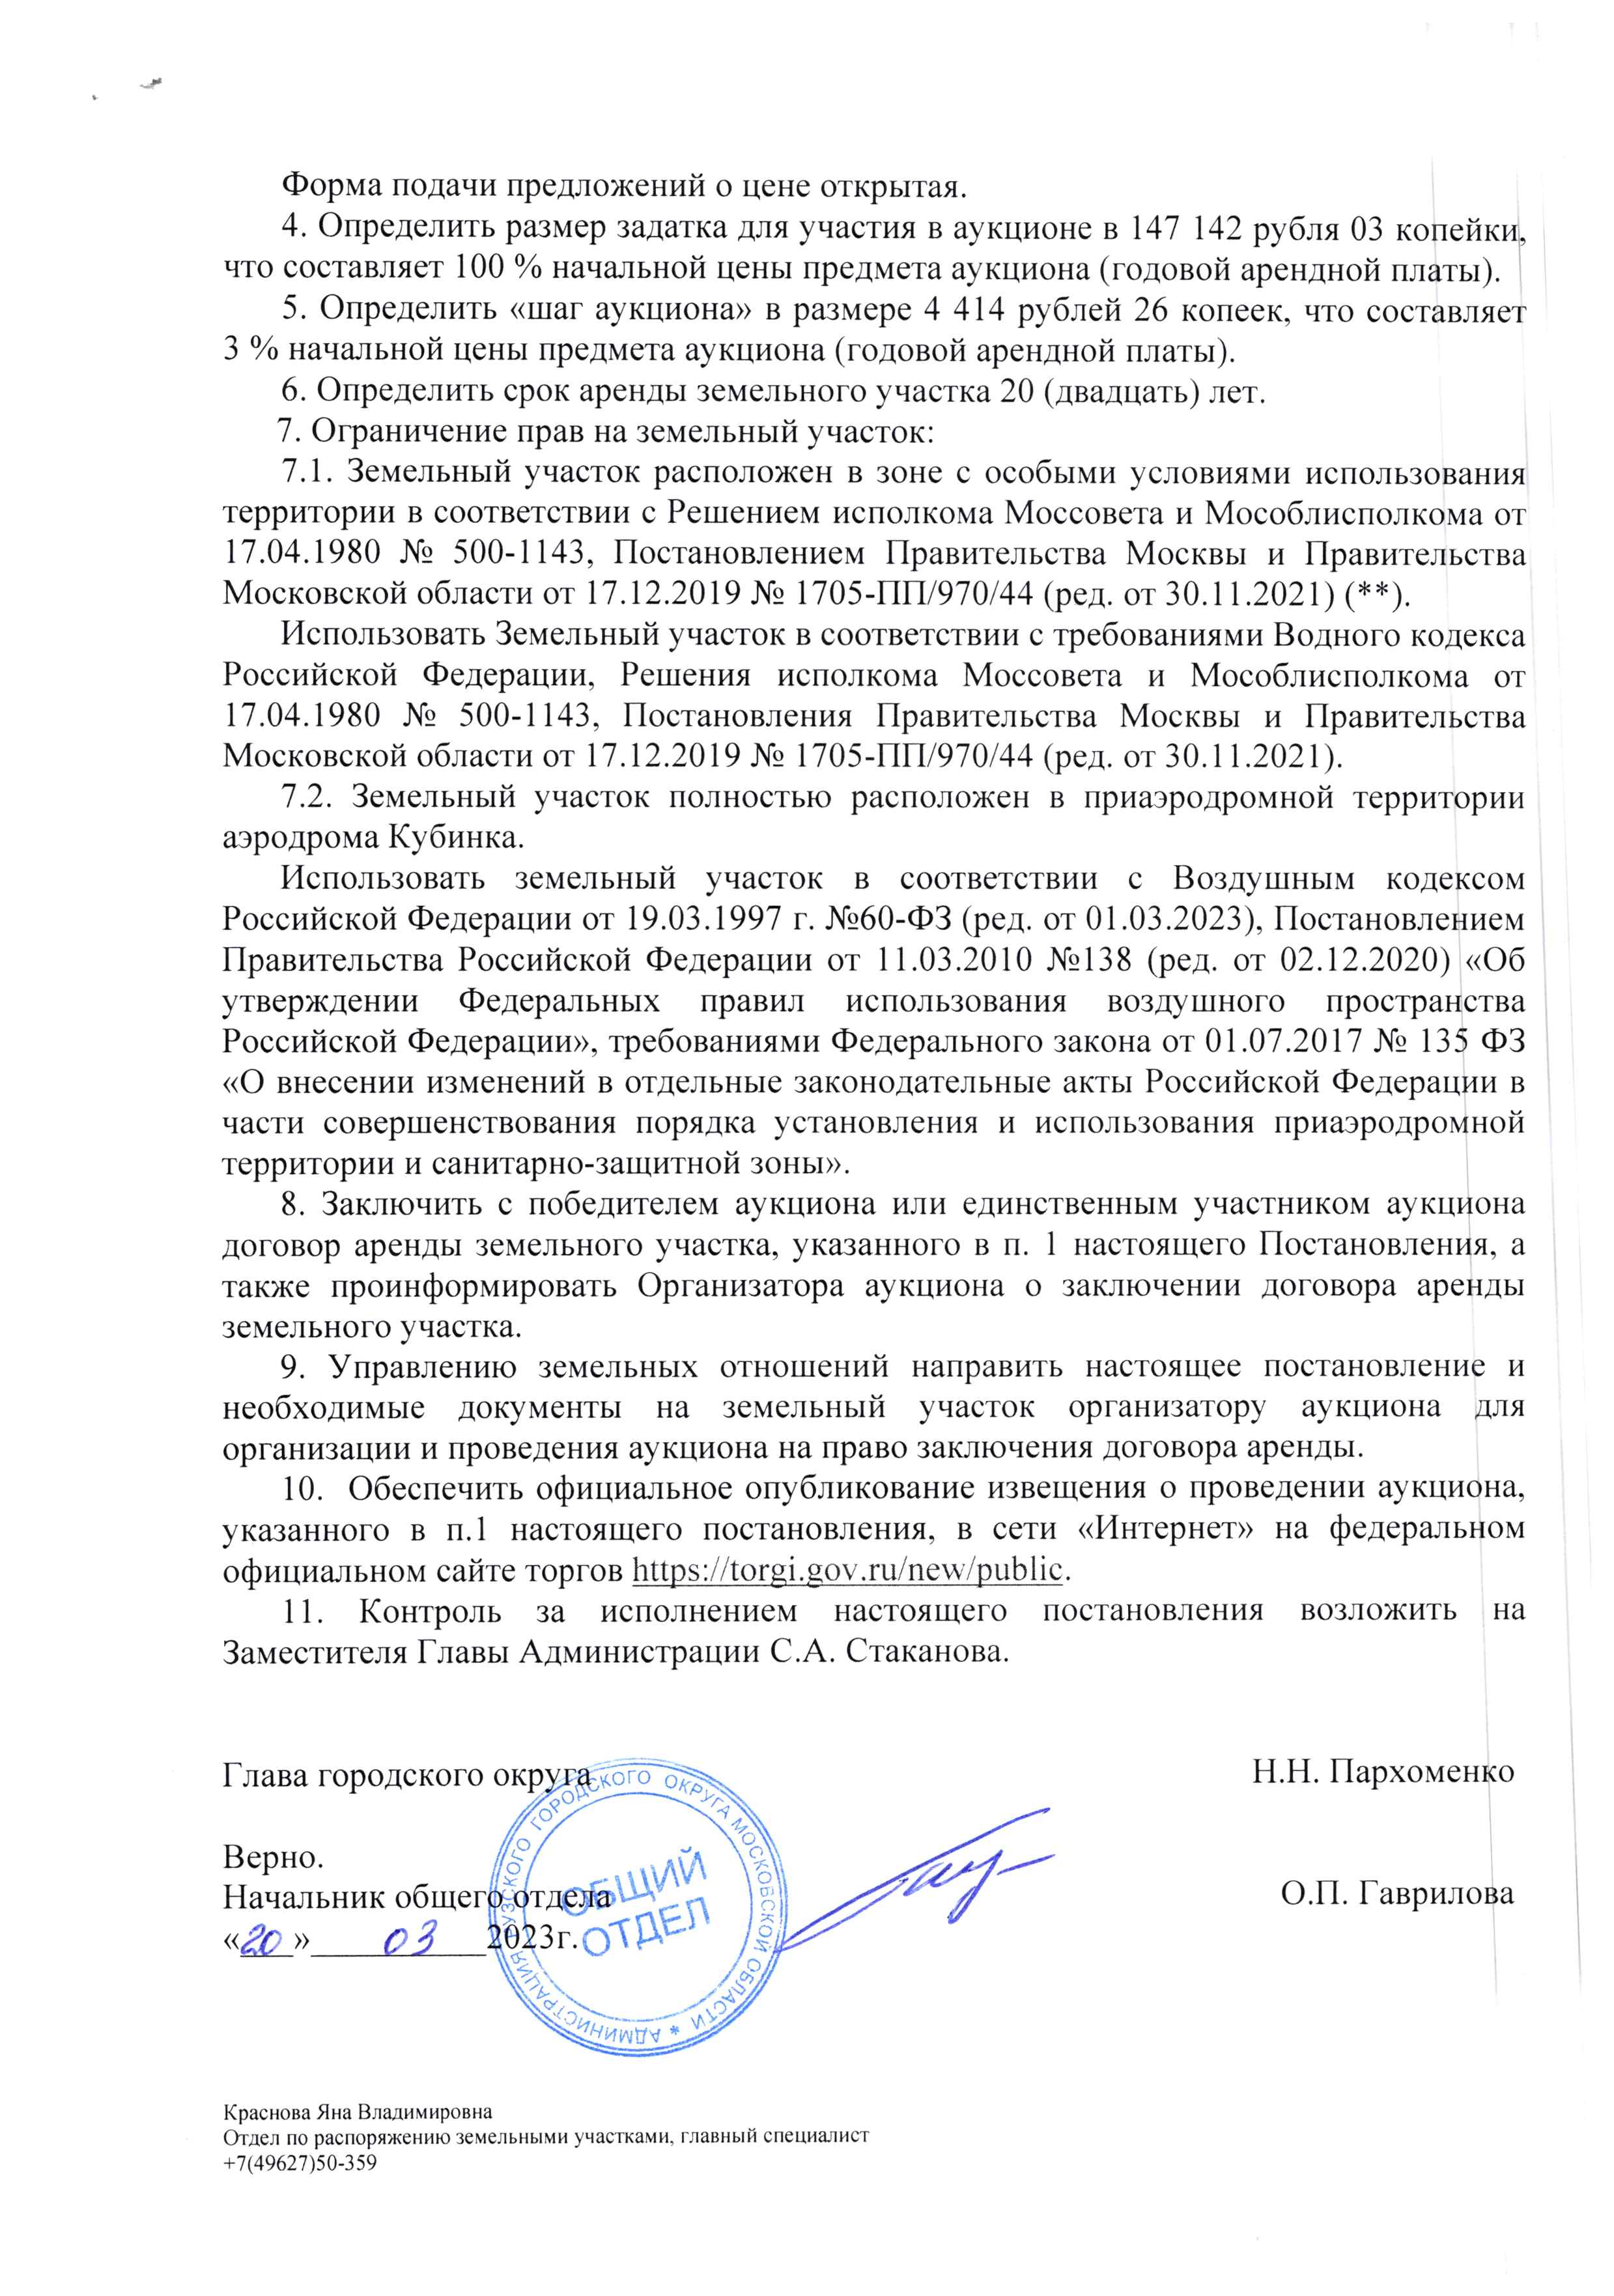 Форма подачи предложений о цене открытая.
4. Определить размер задатка для участия в аукционе в 147 142 рубля 03 копейки,
что составляет 100 % начальной цены предмета аукциона (годовой арендной платы).
5. Определить «шаг аукциона» в размере 4 414 рублей 26 копеек, что составляет
3 % начальной цены предмета аукциона (годовой арендной платы).
6. Определить срок аренды земельного участка 20 (двадцать) лет.
7. Ограничение прав на земельный участок:
7.1. Земельный участок расположен в зоне с особыми условиями использования
территории в соответствии с Решением исполкома Моссовета и Мособлисполкома от
17.04.1980 № 500-1143, Постановлением Правительства Москвы и Правительства
Московской области от 17.12.2019 № 1705-ПП/970/44 (ред. от 30.11.2021) (**).
Использовать Земельный участок в соответствии с требованиями Водного кодекса
Российской Федерации, Решения исполкома Моссовета и Мособлисполкома от
17.04.1980 № 500-1143, Постановления Правительства Москвы и Правительства
Московской области от 17.12.2019 № 1705-ПП/970/44 (ред. от 30.11.2021).
7.2. Земельный участок полностью расположен в приаэродромной территории
аэродрома Кубинка.
Использовать земельный участок в соответствии с Воздушным кодексом
Российской Федерации от 19.03.1997 г. №60-ФЗ (ред. от 01.03.2023), Постановлением
Правительства Российской Федерации от 11.03.2010 №138 (ред. от 02.12.2020) «Об
утверждении Федеральных правил использования воздушного пространства
Российской Федерации», требованиями Федерального закона от 01.07.2017 № 135 ФЗ
«О внесении изменений в отдельные законодательные акты Российской Федерации в
части совершенствования порядка установления и использования приаэродромной
территории и санитарно-защитной зоны».
8. Заключить с победителем аукциона или единственным участником аукциона
договор аренды земельного участка, указанного в п. 1 настоящего Постановления, а
также проинформировать Организатора аукциона о заключении договора аренды
земельного участка.
9. Управлению земельных отношений направить настоящее постановление и
необходимые документы на земельный участок организатору аукциона для
организации и проведения аукциона на право заключения договора аренды.
10. Обеспечить официальное опубликование извещения о проведении аукциона,
указанного в п.1 настоящего постановления, в сети «Интернет» на федеральном
официальном сайте торгов https://torgi.gov.ru/new/public.
11. Контроль за исполнением настоящего постановления возложить на
Заместителя Главы Администрации С.А. Стаканова.
Глава городского округа Н.Н. Пархоменко
Верно.
Начальник общего отдела О.П. Гаврилова
«20» 03 2023г.
АДМИНИСТРАЦИЯ РУЗСКОГО ГОРОДСКОГО ОКРУГА МОСКОВСКОЙ ОБЛАСТИ *
ОБЩИЙ
ОТДЕЛ
Краснова Яна Владимировна
Отдел по распоряжению земельными участками, главный специалист
+7(49627)50-359